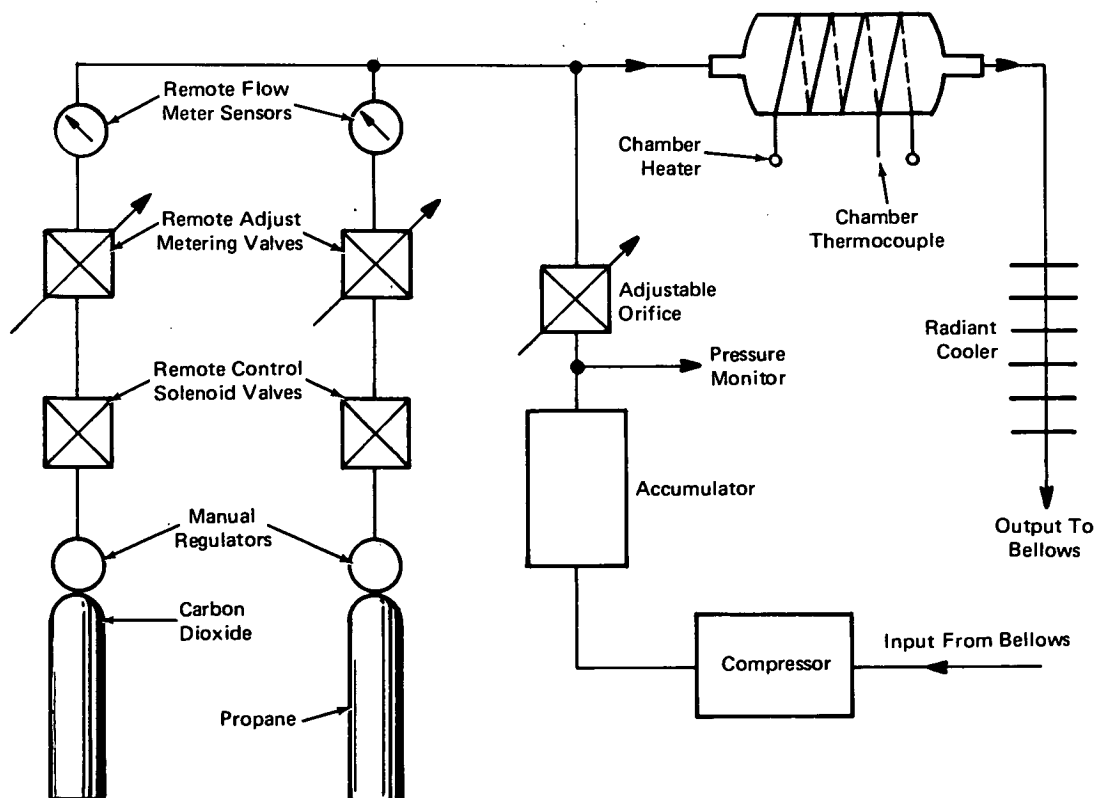 Remote Flow
Meter Sensors
Chamber
Heater
Chamber
Thermocouple
Remote Adjust
Metering Valves
Adjustable
Orifice
Radiant
Cooler
Pressure
Monitor
Remote Control
Solenoid Valves
Accumulator
Manual
Regulators
Output To
Bellows
Carbon
Dioxide
Compressor
Input From Bellows
Propane